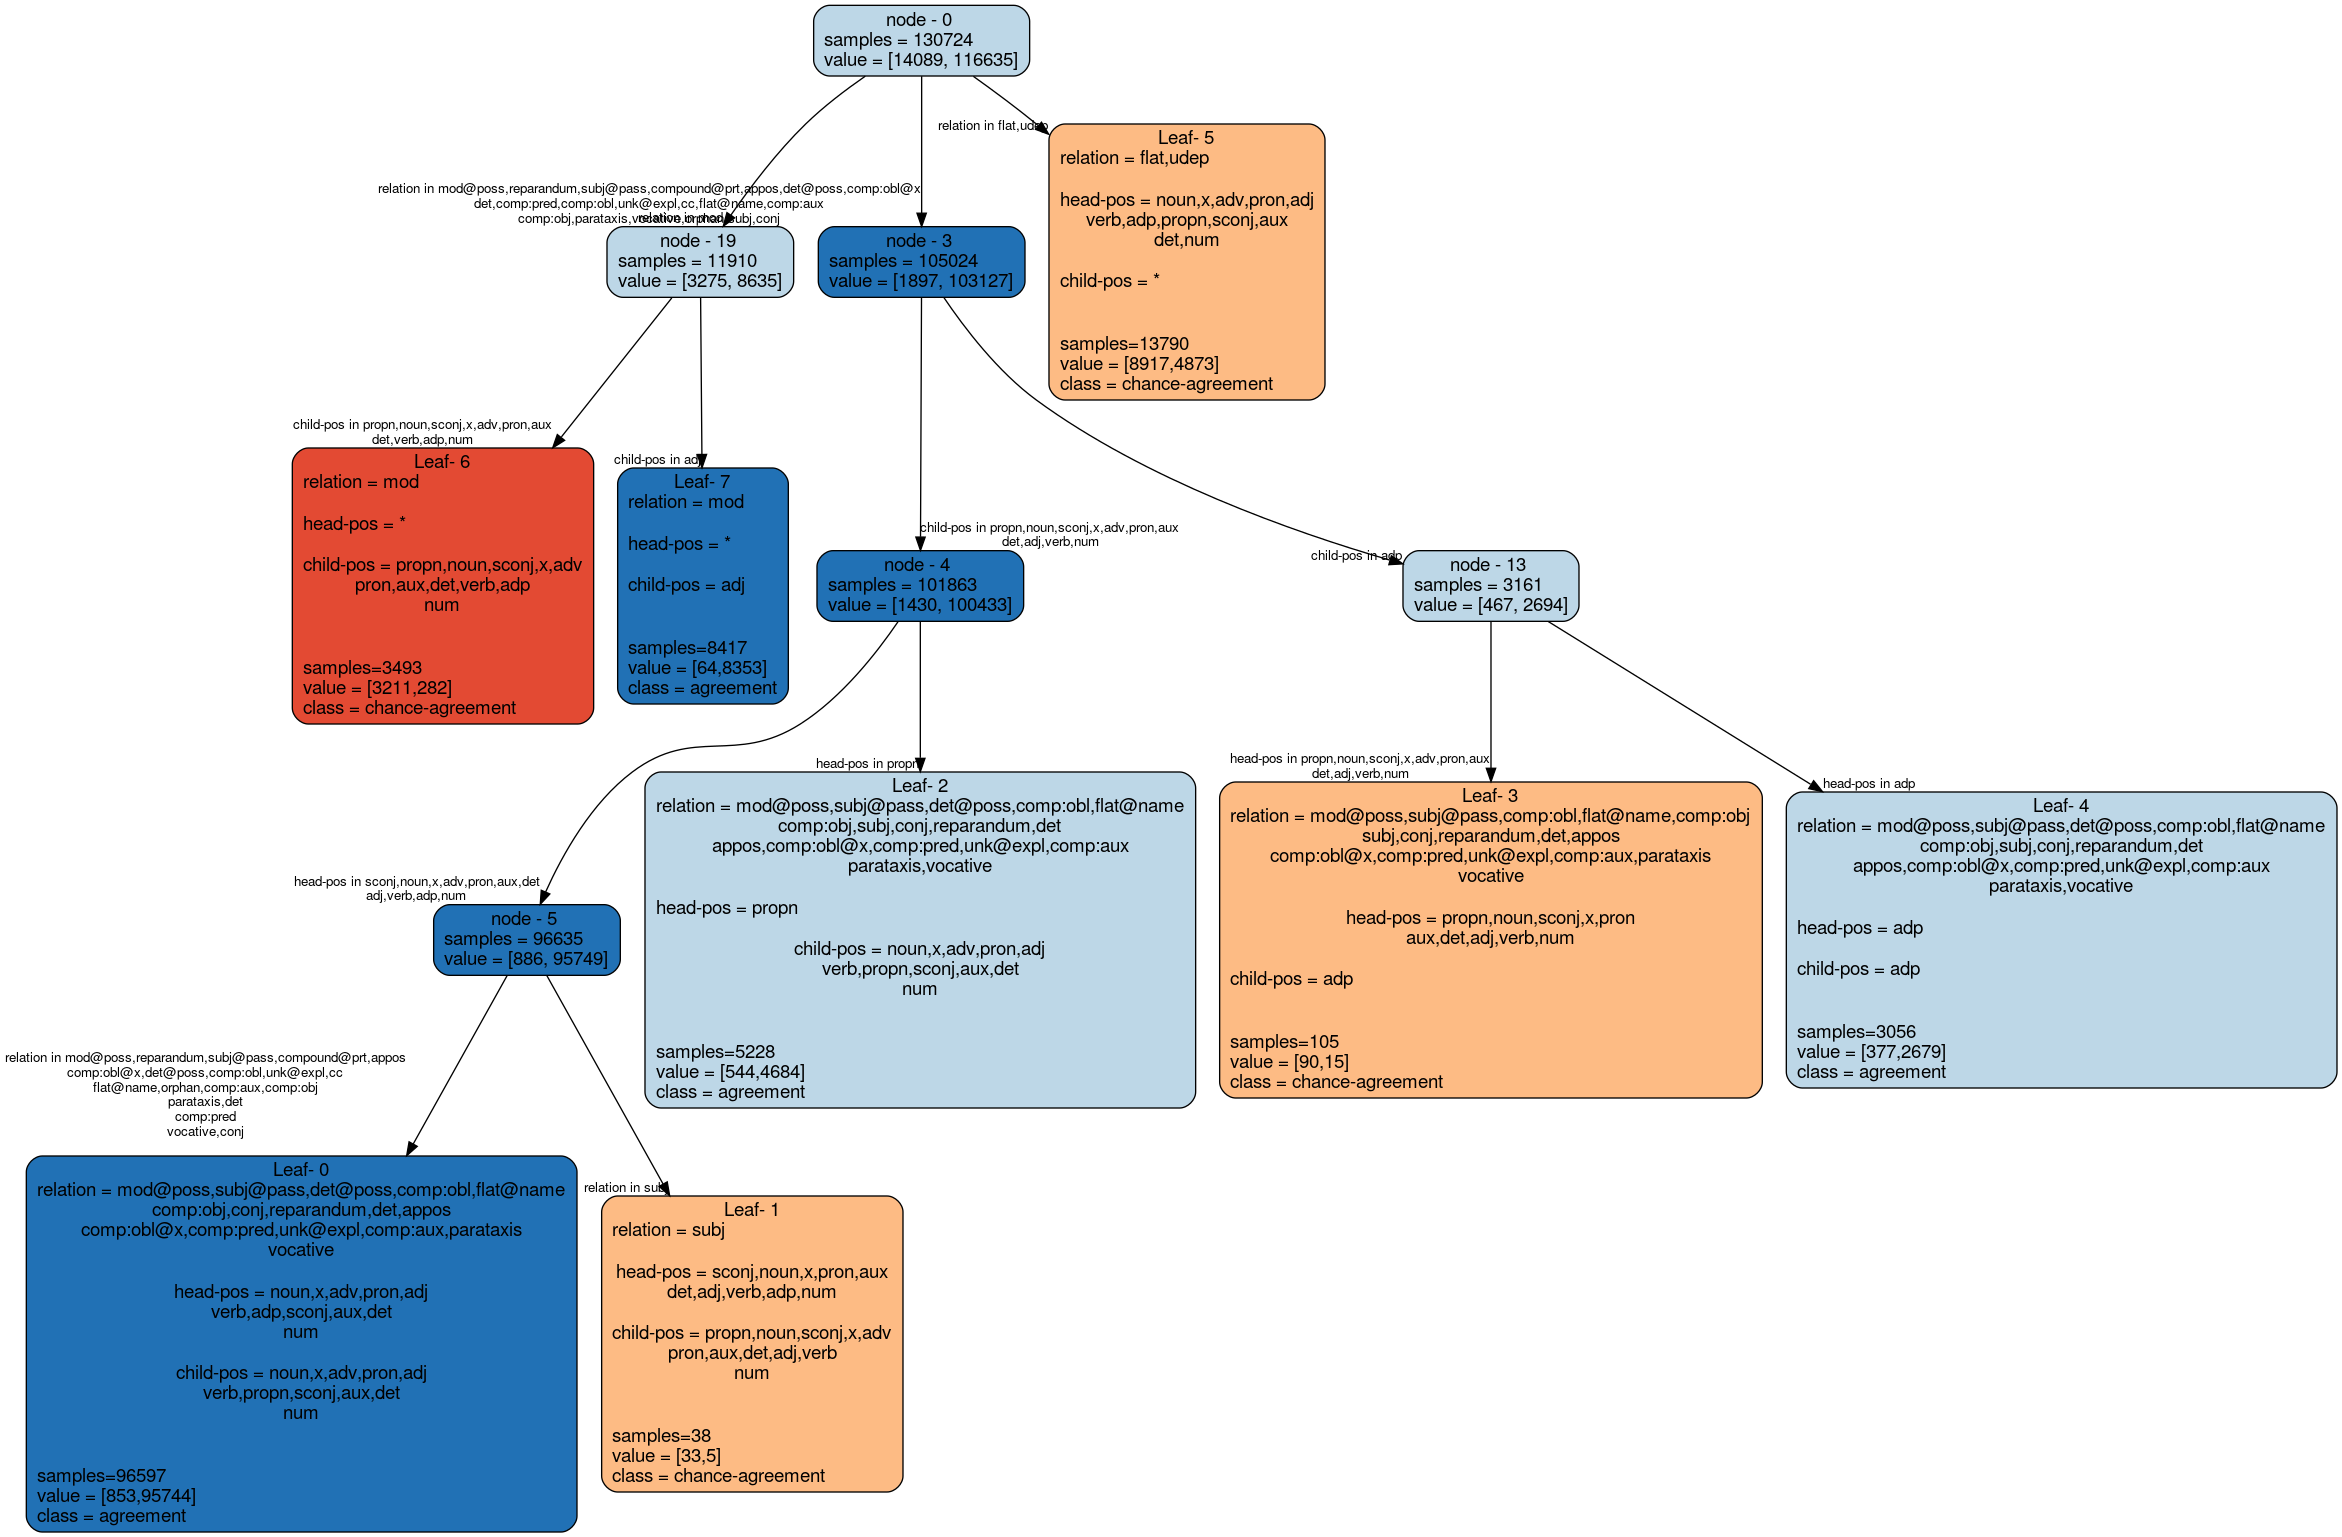 node - 0
samples = 130724
value = [14089, 116635]
relation in flat,udep
Leaf- 5
relation = flat,udep
head-pos = noun,x,adv,pron,adj
verb,adp,propn,sconj,aux
det,num
child-pos = *
samples=13790
value = [8917,4873]
class = chance-agreement
relation in mod@poss,reparandum,subj@pass,compound@prt,appos,det@poss,comp:obl@x
det,comp:pred,comp:obl,unk@expl,cc,flat@name,comp:aux
comp:obj,parataxis,vocative,orphan,subj,conj
relation in mod
node - 19
samples = 11910
value = [3275, 8635]
node - 3
samples = 105024
value = [1897, 103127]
child-pos in propn,noun,sconj,x,adv,pron,aux
det,verb,adp,num
Leaf- 6
relation = mod
head-pos = *
child-pos = propn,noun,sconj,x,adv
pron,aux,det,verb,adp
num
samples=3493
value = [3211,282]
class = chance-agreement
child-pos in adj
Leaf- 7
relation = mod
head-pos = *
child-pos = adj
samples=8417
value = [64,8353]
class = agreement
child-pos in propn,noun,sconj,x,adv,pron,aux
det,adj,verb,num
node - 4
samples = 101863
value = [1430, 100433]
child-pos in adp
node - 13
samples = 3161
value = [467, 2694]
head-pos in propn
Leaf- 2
relation = mod@poss,subj@pass,det@poss,comp:obl,flat@name
comp:obj,subj,conj,reparandum,det
appos,comp:obl@x,comp:pred,unk@expl,comp:aux
parataxis,vocative
head-pos = propn
child-pos = noun,x,adv,pron,adj
verb,propn,sconj,aux,det
num
samples=5228
value = [544,4684]
class = agreement
head-pos in propn,noun,sconj,x,adv,pron,aux
det,adj,verb,num
Leaf- 3
relation = mod@poss,subj@pass,comp:obl,flat@name,comp:obj
subj,conj,reparandum,det,appos
comp:obl@x,comp:pred,unk@expl,comp:aux,parataxis
vocative
head-pos = propn,noun,sconj,x,pron
aux,det,adj,verb,num
child-pos = adp
samples=105
value = [90,15]
class = chance-agreement
head-pos in adp
Leaf- 4
relation = mod@poss,subj@pass,det@poss,comp:obl,flat@name
comp:obj,subj,conj,reparandum,det
appos,comp:obl@x,comp:pred,unk@expl,comp:aux
parataxis,vocative
head-pos = adp
child-pos = adp
samples=3056
value = [377,2679]
class = agreement
head-pos in sconj,noun,x,adv,pron,aux,det
adj,verb,adp,num
node - 5
samples = 96635
value = [886, 95749]
relation in mod@poss,reparandum,subj@pass,compound@prt,appos
comp:obl@x,det@poss,comp:obl,unk@expl,cc
flat@name,orphan,comp:aux,comp:obj
parataxis,det
comp:pred
vocative,conj
Leaf- 0
relation = mod@poss,subj@pass,det@poss,comp:obl,flat@name
comp:obj,conj,reparandum,det,appos
comp:obl@x,comp:pred,unk@expl,comp:aux,parataxis
vocative
head-pos = noun,x,adv,pron,adj
verb,adp,sconj,aux,det
num
child-pos = noun,x,adv,pron,adj
verb,propn,sconj,aux,det
num
samples=96597
value = [853,95744]
class = agreement
relation in subj
Leaf- 1
relation = subj
head-pos = sconj,noun,x,pron,aux
det,adj,verb,adp,num
child-pos = propn,noun,sconj,x,adv
pron,aux,det,adj,verb
num
samples=38
value = [33,5]
class = chance-agreement